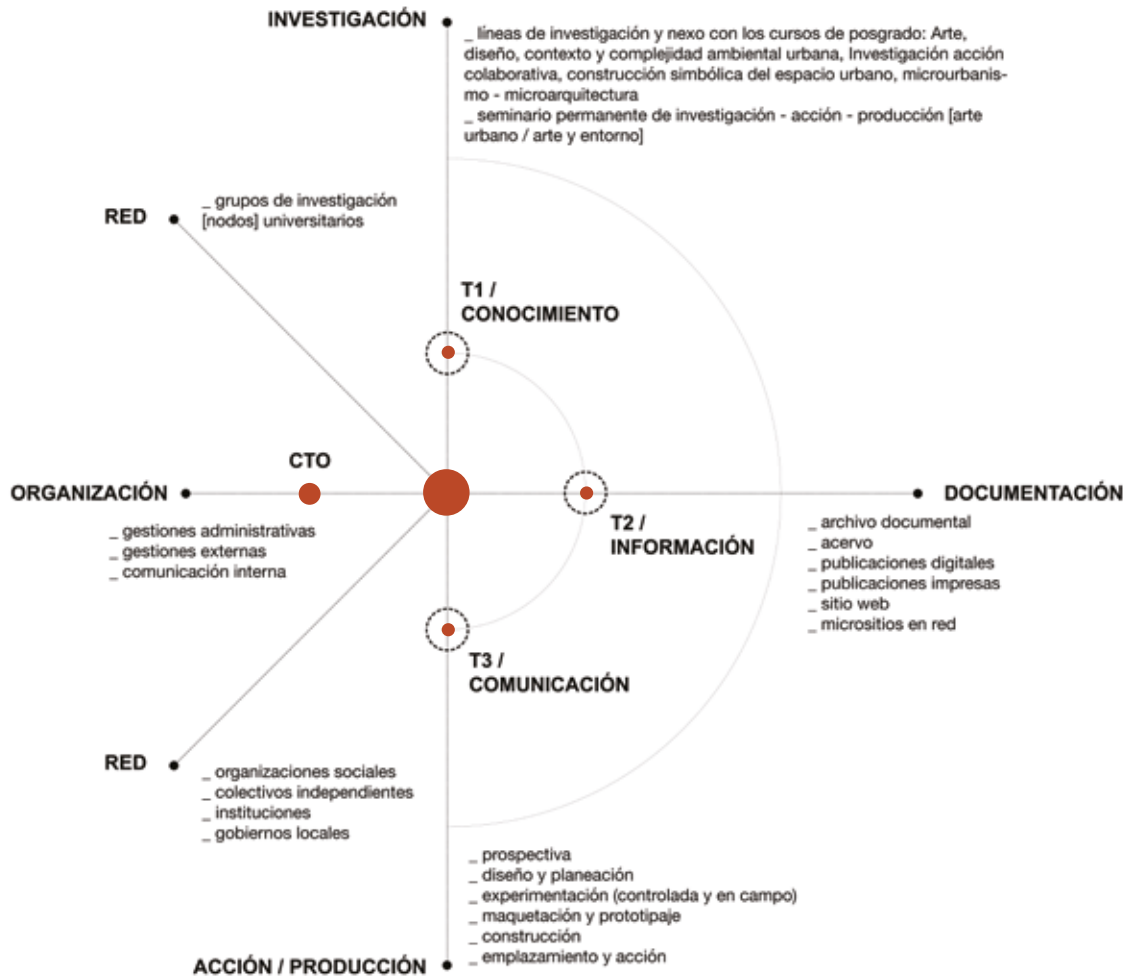 INVESTIGACIÓN
_ líneas de investigación y nexo con los cursos de posgrado: Arte,
diseño, contexto y complejidad ambiental urbana, Investigación acción
colaborativa, construcción simbólica del espacio urbano, microurbanis-
mo - microarquitectura
_ seminario permanente de investigación - acción - producción [arte
urbano / arte y entorno]
RED
_ grupos de investigación
[nodos] universitarios
T1 /
CONOCIMIENTO
CTO
ORGANIZACIÓN
_ gestiones administrativas
_ gestiones externas
_ comunicación interna
T2 /
INFORMACIÓN
DOCUMENTACIÓN
_ archivo documental
_ acervo
_ publicaciones digitales
_ publicaciones impresas
_ sitio web
_ micrositios en red
T3 /
COMUNICACIÓN
RED
_ organizaciones sociales
_ colectivos independientes
_ instituciones
_ gobiernos locales
_ prospectiva
_ diseño y planeación
_ experimentación (controlada y en campo)
_ maquetación y prototipaje
_ construcción
_ emplazamiento y acción
ACCIÓN / PRODUCCIÓN